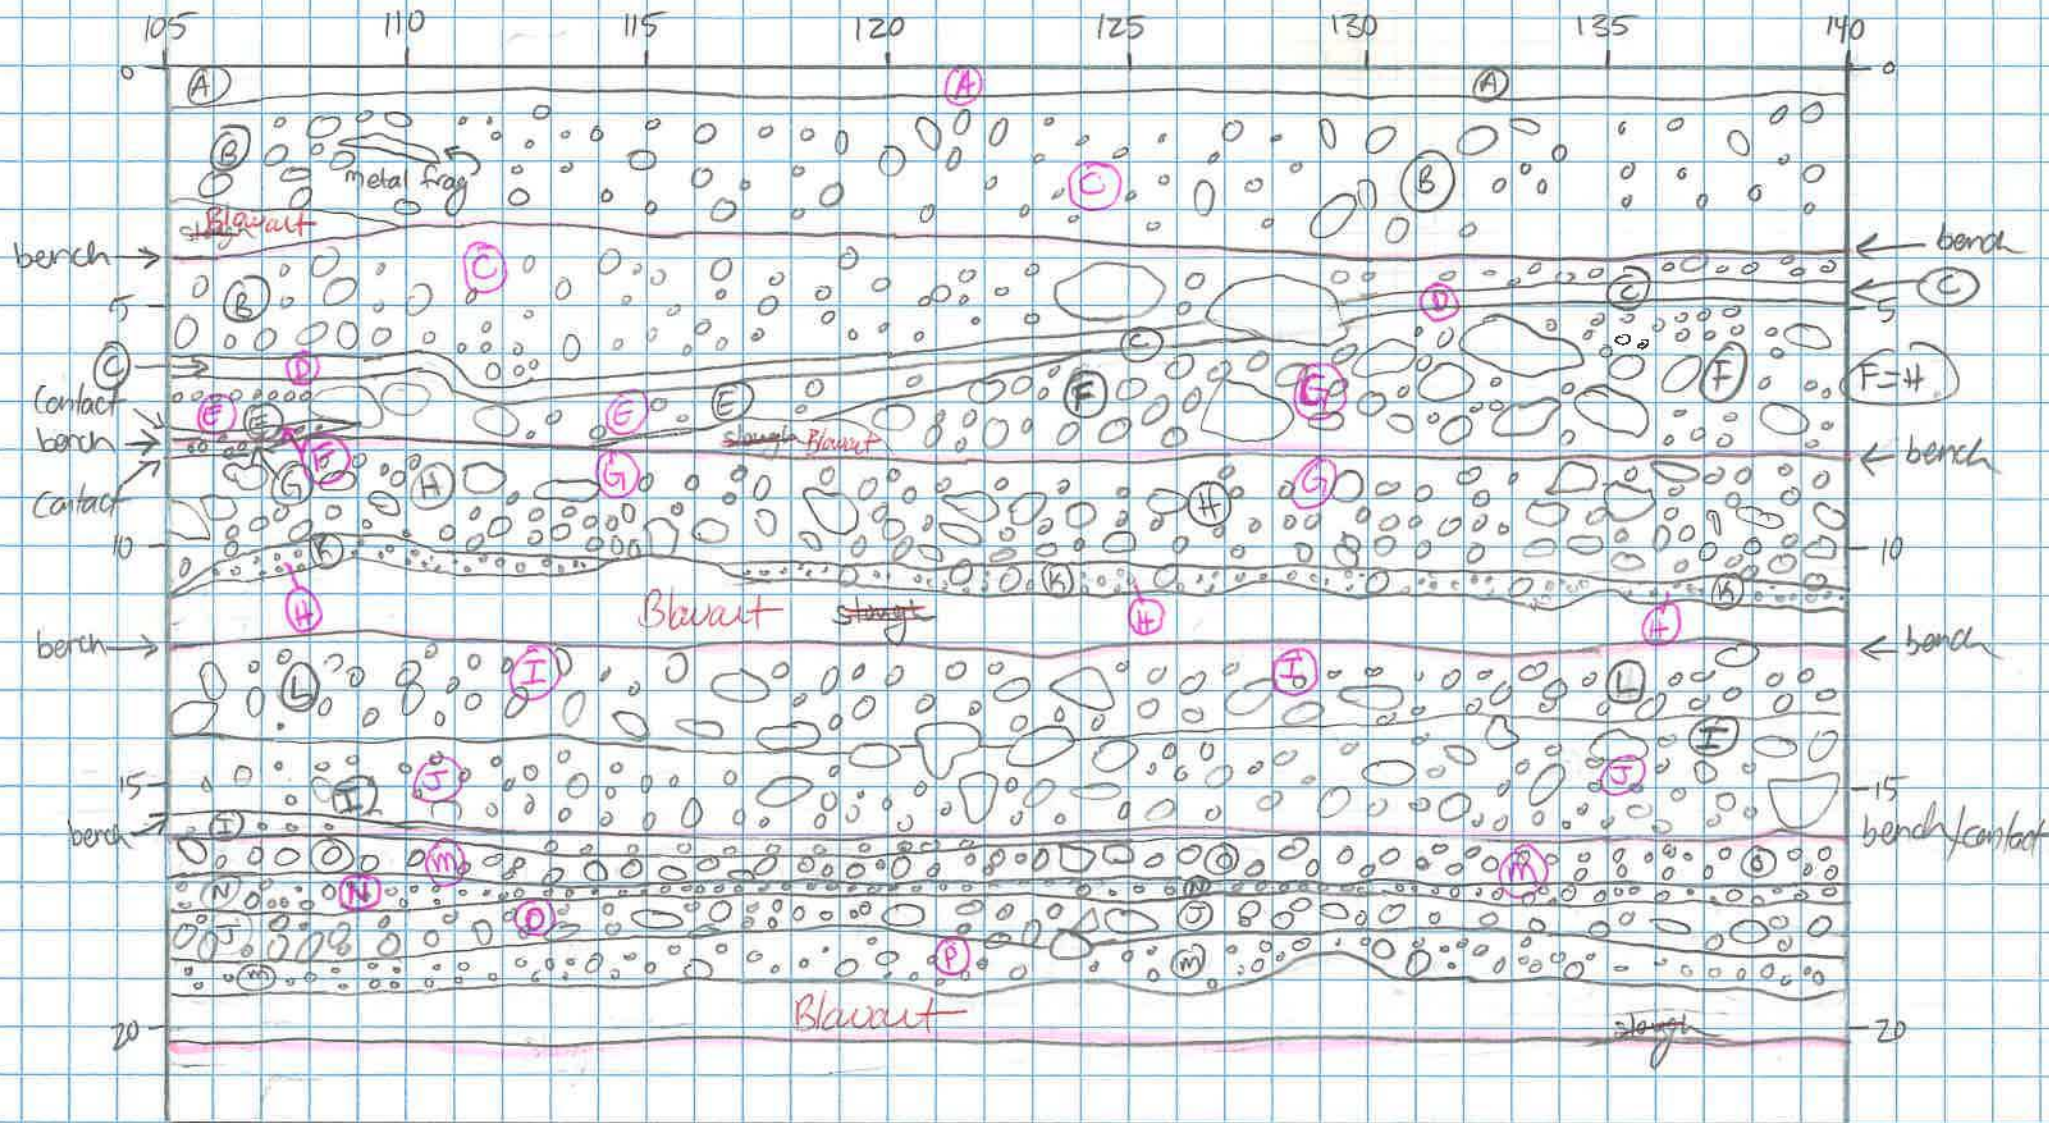 105 110 115 120 125 130 135 140
0 A A A 0
B C B
metal frag
Blowout
slough
bench C bench
B D C C
5 5
C D C
Contact E E E E F G F F=H
bench slough Blowout bench
F G H G H G
Contact
10 K K K 10
H Blowout slough H H
bench bench
L I I L
I
J J
15 I 15
bench I bench/contact
O M O M O
N N N
J O J
m P m
Blowout
20 slough 20